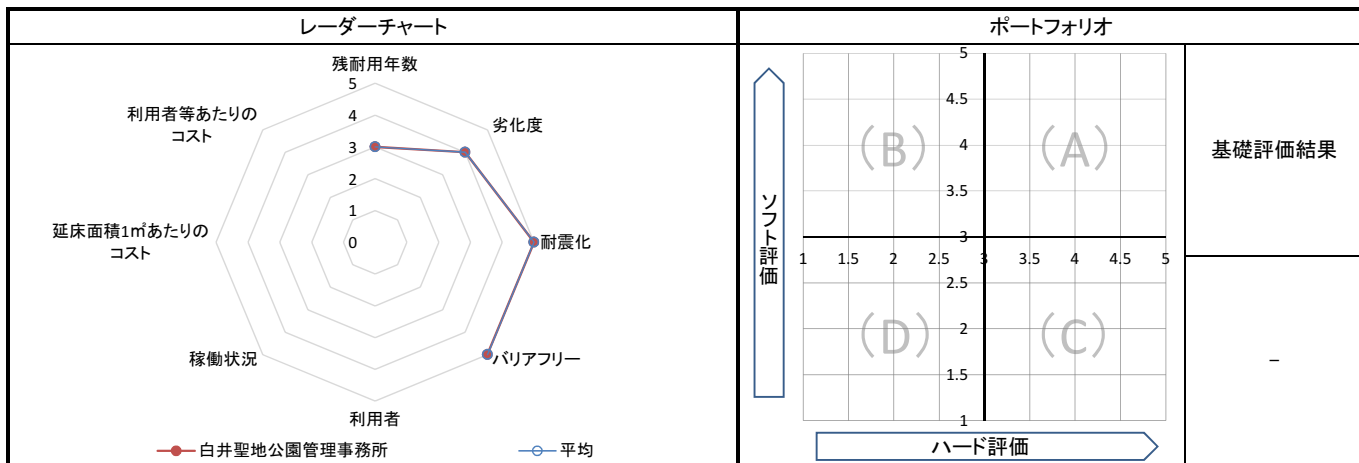 レーダーチャート
残耐用年数
劣化度
耐震化
バリアフリー
利用者
稼働状況
延床面積1㎡あたりの
コスト
利用者等あたりの
コスト
5
4
3
2
1
0
白井聖地公園管理事務所
平均
ポートフォリオ
ソフト評価
5
4.5
4
3.5
3
2.5
2
1.5
1
1 1.5 2 2.5 3 3.5 4 4.5 5
(B)
(A)
(D)
(C)
ハード評価
基礎評価結果
–